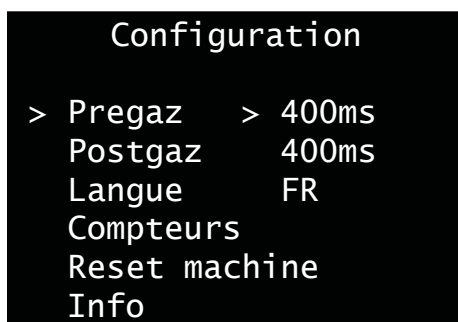 Configuration
> Pregaz > 400ms
Postgaz 400ms
Langue FR
Compteurs
Reset machine
Info